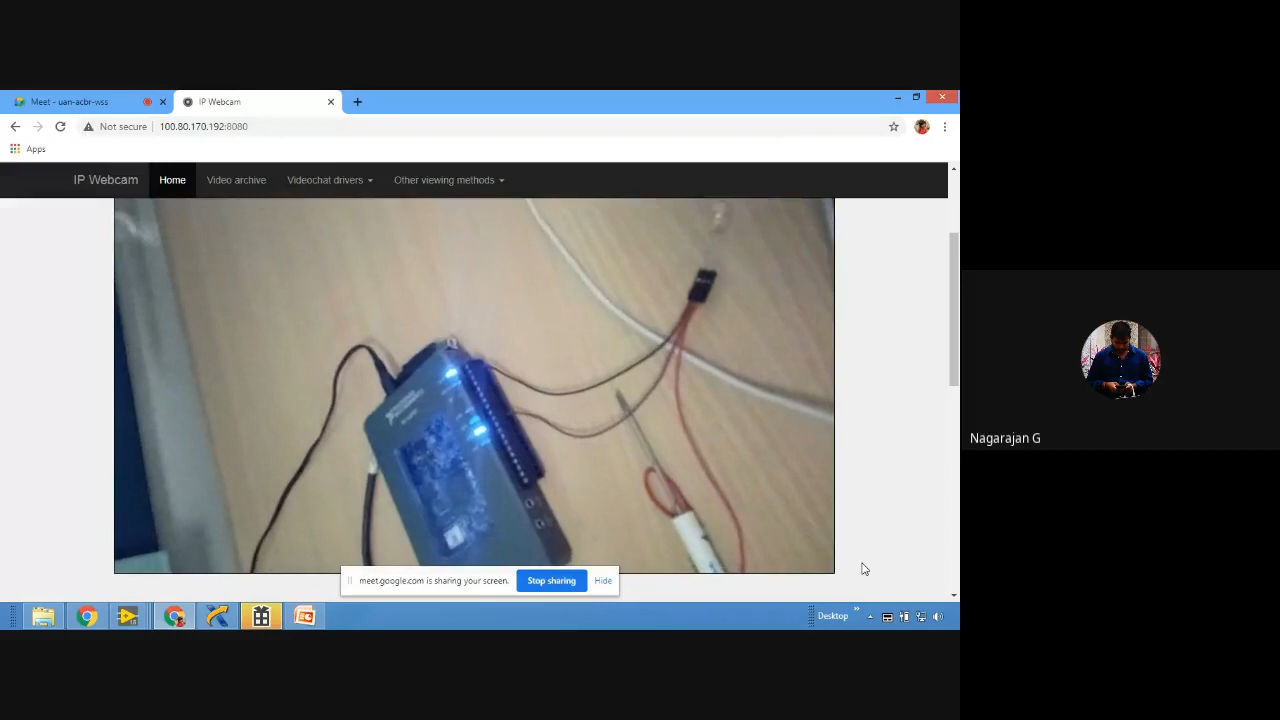 Meet - uan-acbr-wss
IP Webcam
Not secure
100.80.170.192:8080
Apps
IP Webcam
Home
Video archive
Videochat drivers
Other viewing methods
meet.google.com is sharing your screen.
Stop sharing
Hide
Desktop
Nagarajan G